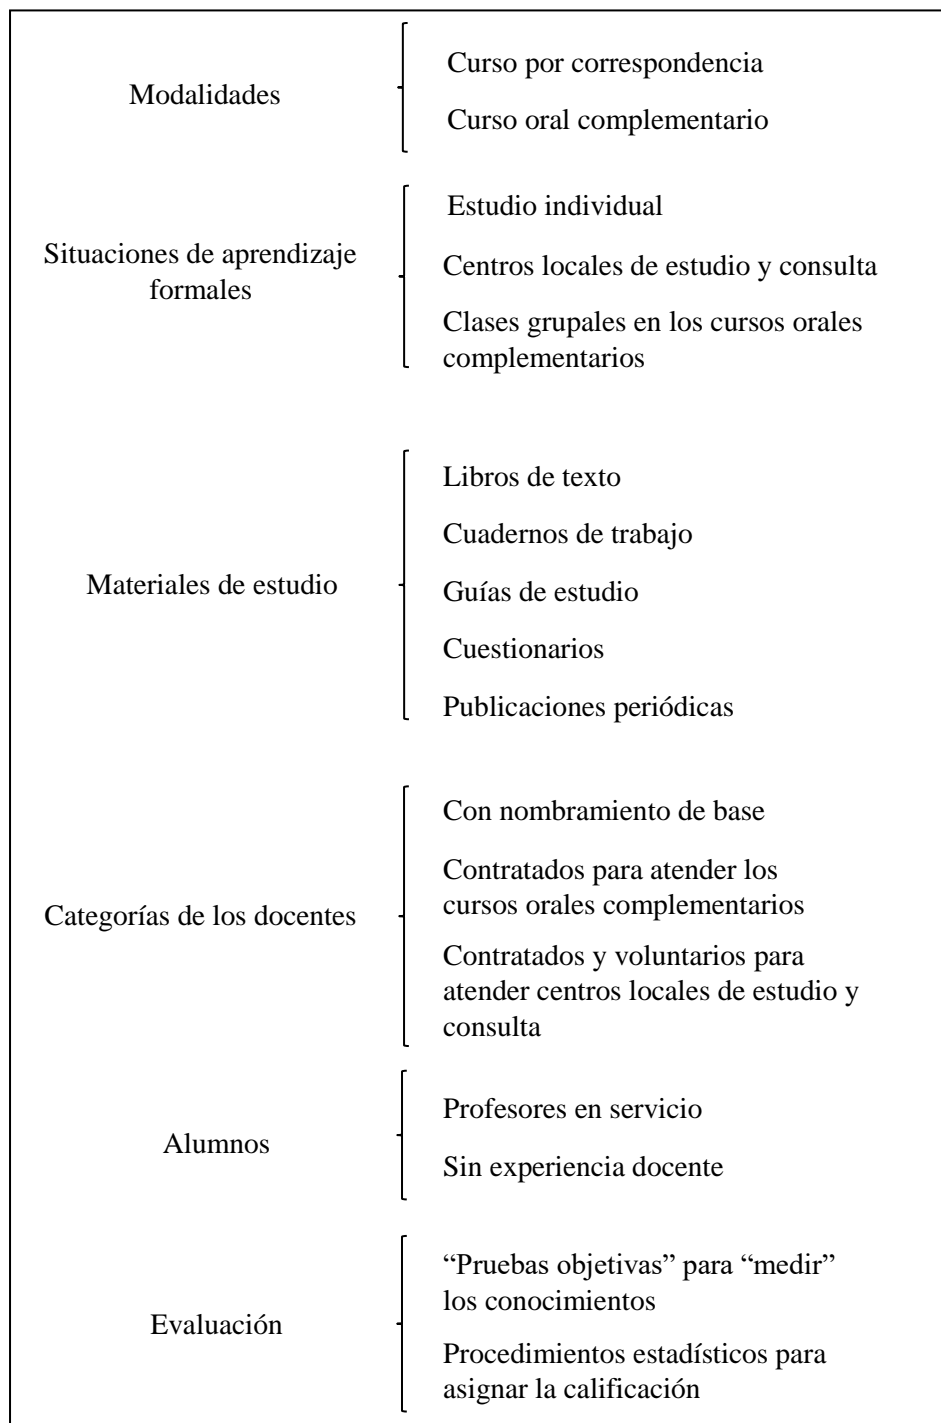 Modalidades
Curso por correspondencia
Curso oral complementario
Situaciones de aprendizaje
formales
Estudio individual
Centros locales de estudio y consulta
Clases grupales en los cursos orales
complementarios
Materiales de estudio
Libros de texto
Cuadernos de trabajo
Guías de estudio
Cuestionarios
Publicaciones periódicas
Categorías de los docentes
Con nombramiento de base
Contratados para atender los
cursos orales complementarios
Contratados y voluntarios para
atender centros locales de estudio y
consulta
Alumnos
Profesores en servicio
Sin experiencia docente
Evaluación
“Pruebas objetivas” para “medir”
los conocimientos
Procedimientos estadísticos para
asignar la calificación